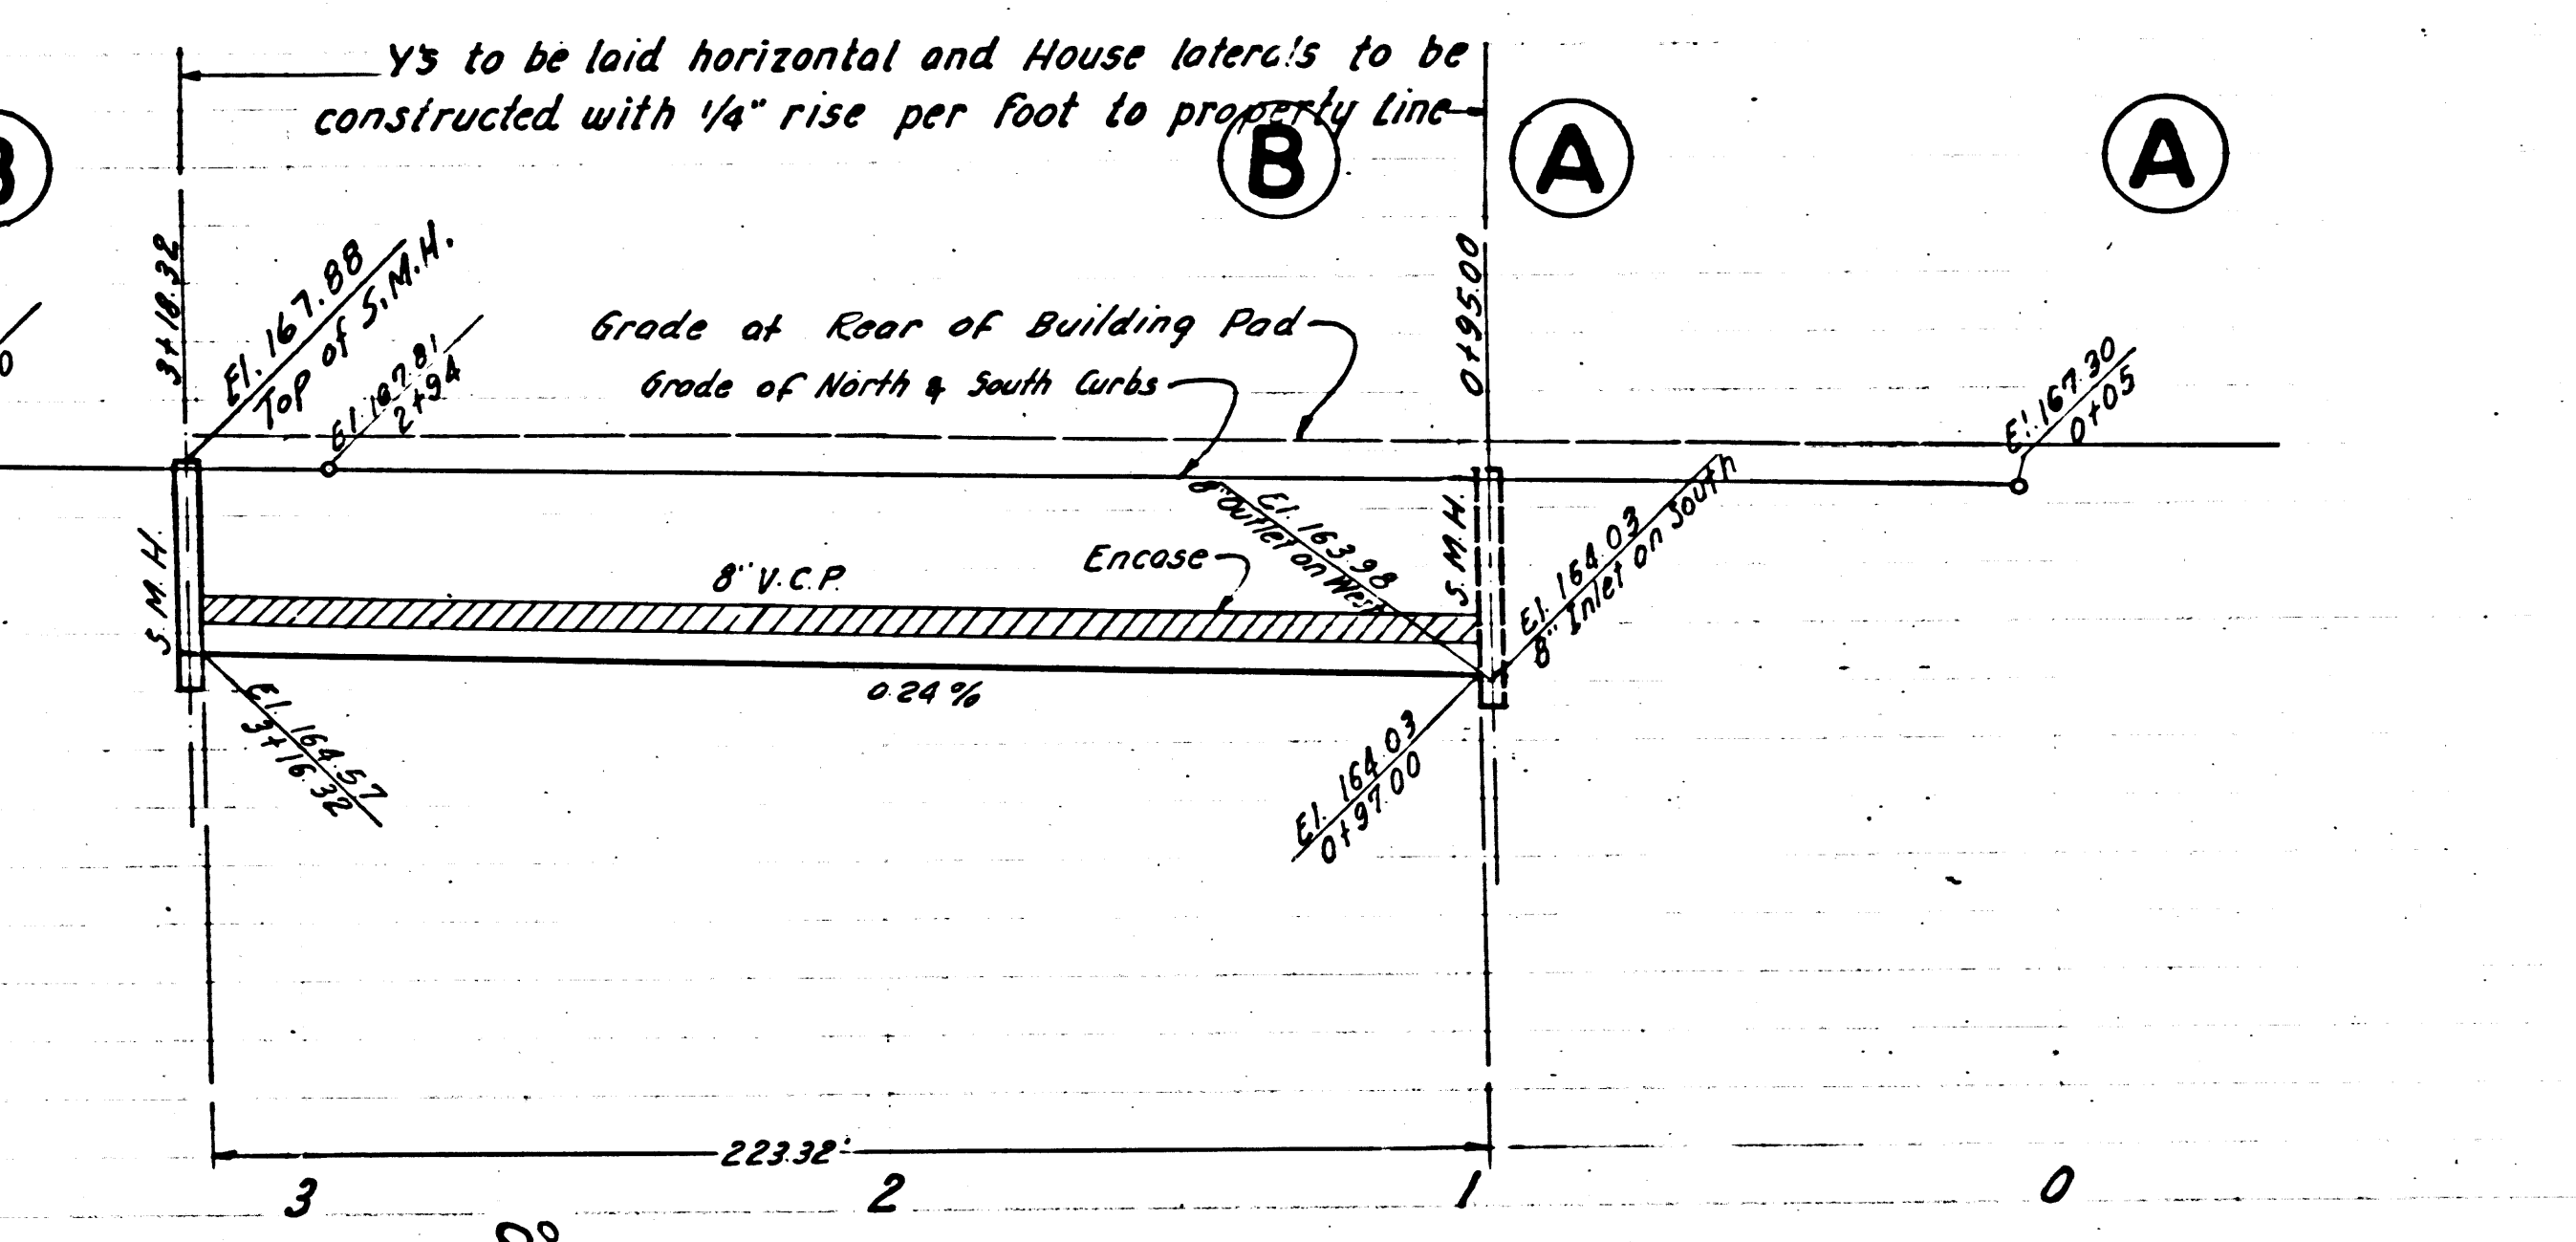 Y's to be laid horizontal and House laterals to be
constructed with 1/4" rise per foot to property line
B
A
A
3+18.32
El. 167.88
Top of S.M.H.
El. 167.81
2+94
Grade at Rear of Building Pad
Grade of North & South Curbs
0+95.00
El. 167.30
0+05
S. M. H.
8" V.C.P.
Encase
El. 163.98
8" Outlet on West
S. M. H.
El. 164.03
8" Inlet on South
0.24 %
El. 164.57
3+16.32
El. 164.03
0+97.00
223.32'
3
2
1
0